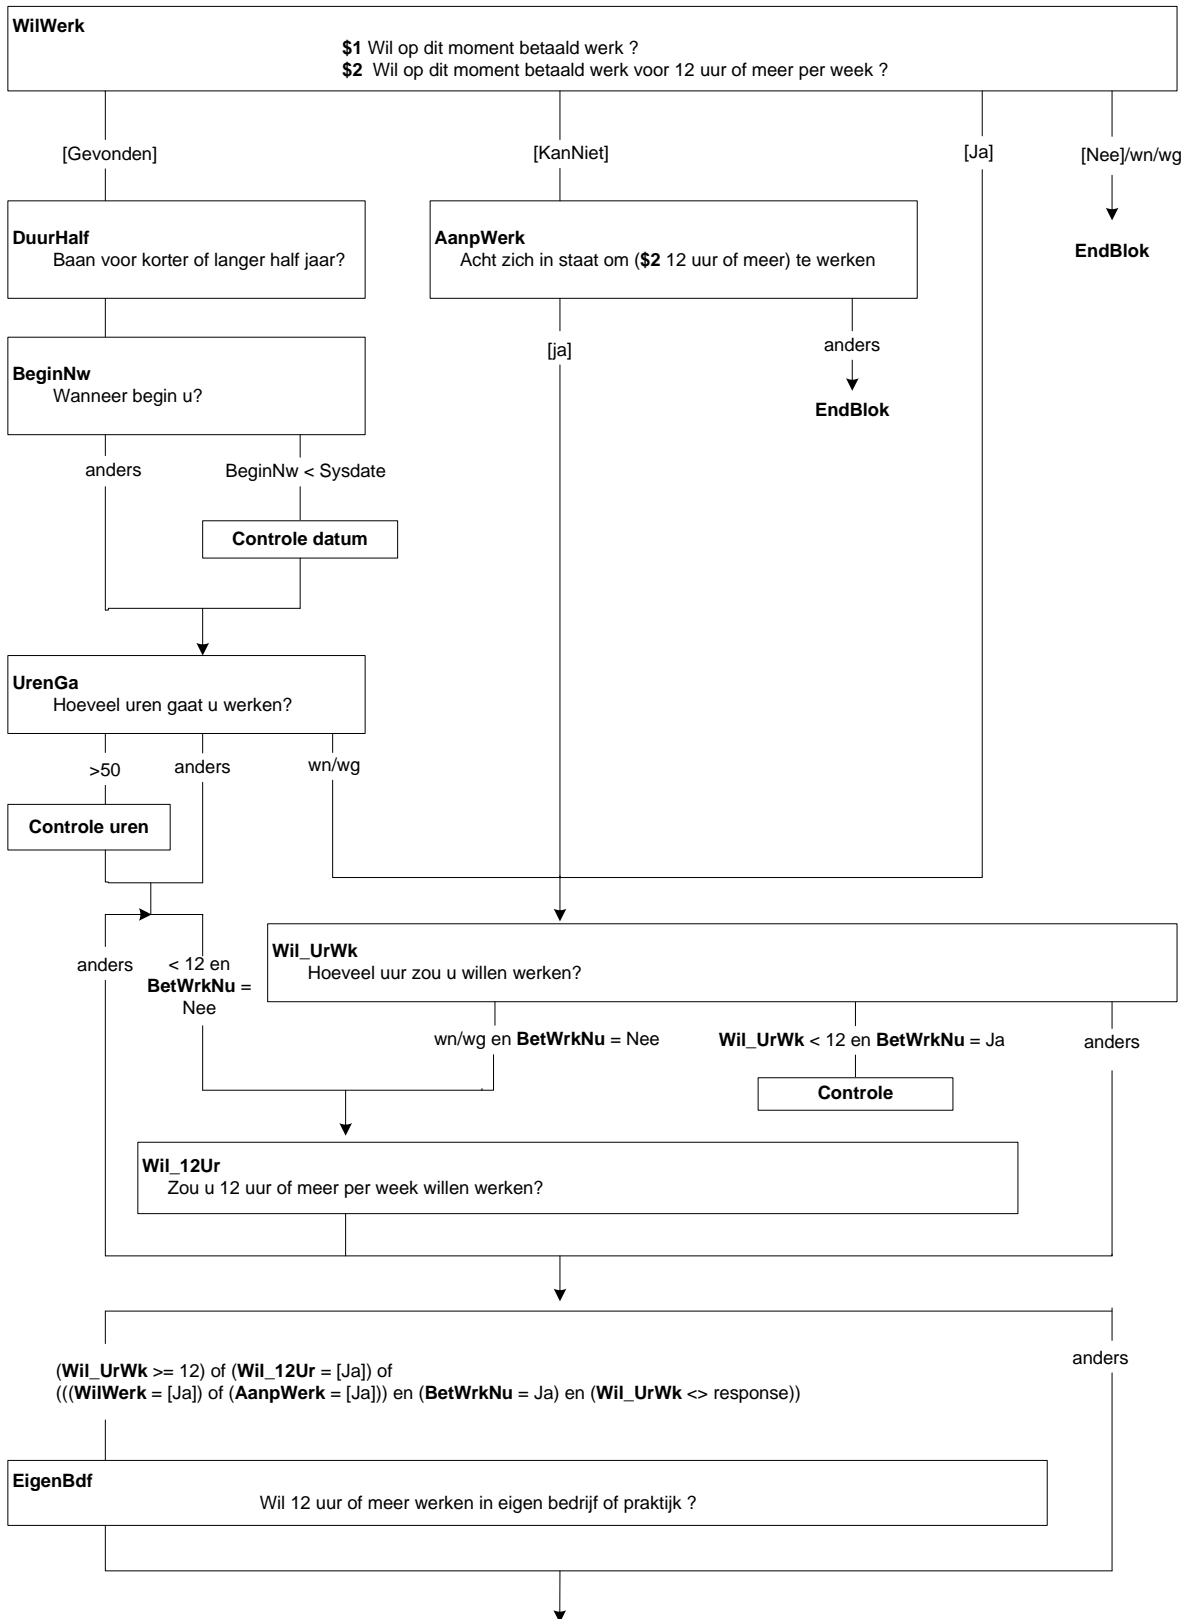 WilWerk
$1 Wil op dit moment betaald werk ?
$2 Wil op dit moment betaald werk voor 12 uur of meer per week ?
[Gevonden]
[KanNiet]
[Ja]
[Nee]/wn/wg
DuurHalf
Baan voor korter of langer half jaar?
AanpWerk
Acht zich in staat om ($2 12 uur of meer) te werken
EndBlok
BeginNw
Wanneer begin u?
[ja]
anders
EndBlok
anders
BeginNw < Sysdate
Controle datum
UrenGa
Hoeveel uren gaat u werken?
>50
anders
wn/wg
Controle uren
anders
< 12 en
BetWrkNu =
Nee
Wil_UrWk
Hoeveel uur zou u willen werken?
wn/wg en BetWrkNu = Nee
Wil_UrWk < 12 en BetWrkNu = Ja
anders
Controle
Wil_12Ur
Zou u 12 uur of meer per week willen werken?
(Wil_UrWk >= 12) of (Wil_12Ur = [Ja]) of
(((WilWerk = [Ja]) of (AanpWerk = [Ja])) en (BetWrkNu = Ja) en (Wil_UrWk <> response))
anders
EigenBdf
Wil 12 uur of meer werken in eigen bedrijf of praktijk ?